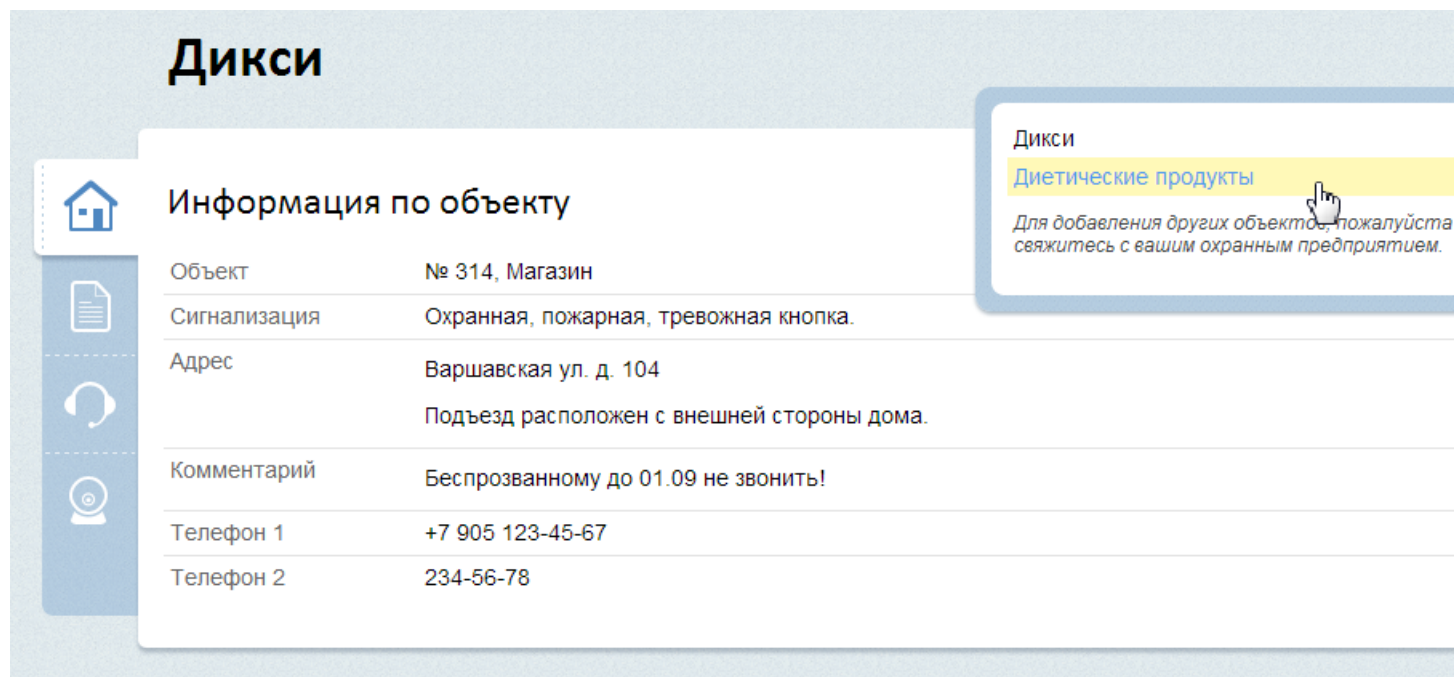 Дикси
Дикси
Диетические продукты
Для добавления других объектов, пожалуйста
свяжитесь с вашим охранным предприятием.
Информация по объекту
Объект № 314, Магазин
Сигнализация Охранная, пожарная, тревожная кнопка.
Адрес Варшавская ул. д. 104
Подъезд расположен с внешней стороны дома.
Комментарий Беспрозванному до 01.09 не звонить!
Телефон 1 +7 905 123-45-67
Телефон 2 234-56-78